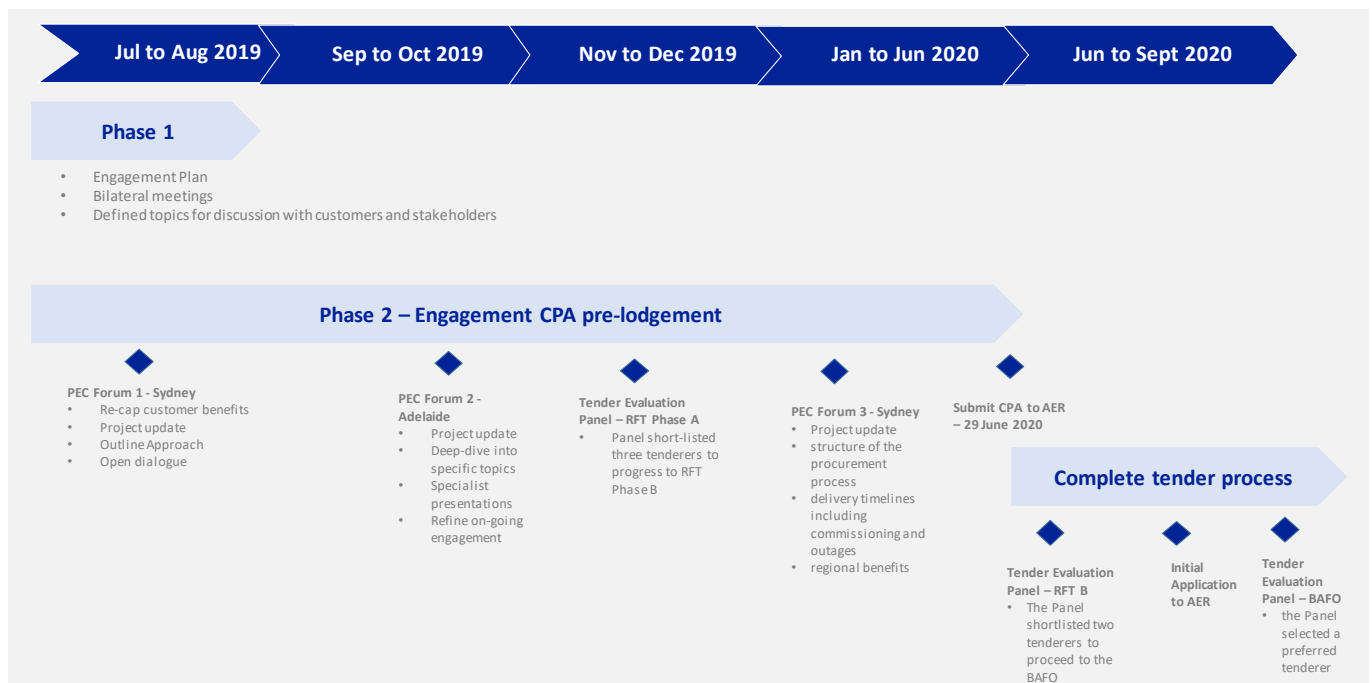 Jul to Aug 2019
Sep to Oct 2019
Nov to Dec 2019
Jan to Jun 2020
Jun to Sept 2020
Phase 1
• Engagement Plan
• Bilateral meetings
• Defined topics for discussion with customers and stakeholders
Phase 2 – Engagement CPA pre-lodgement
PEC Forum 1 - Sydney
• Re-cap customer benefits
• Project update
• Outline Approach
• Open dialogue
PEC Forum 2 -
Adelaide
• Project update
• Deep-dive into
specific topics
• Specialist
presentations
• Refine on-going
engagement
Tender Evaluation
Panel – RFT Phase A
• Panel short-listed
three tenderers to
progress to RFT
Phase B
PEC Forum 3 - Sydney
• Project update
• structure of the
procurement
process
• delivery timelines
including
commissioning and
outages
• regional benefits
Submit CPA to AER
– 29 June 2020
Complete tender process
Tender Evaluation
Panel – RFT B
• The Panel
shortlisted two
tenderers to
proceed to the
BAFO
Initial
Application
to AER
Tender
Evaluation
Panel – BAFO
• the Panel
selected a
preferred
tenderer